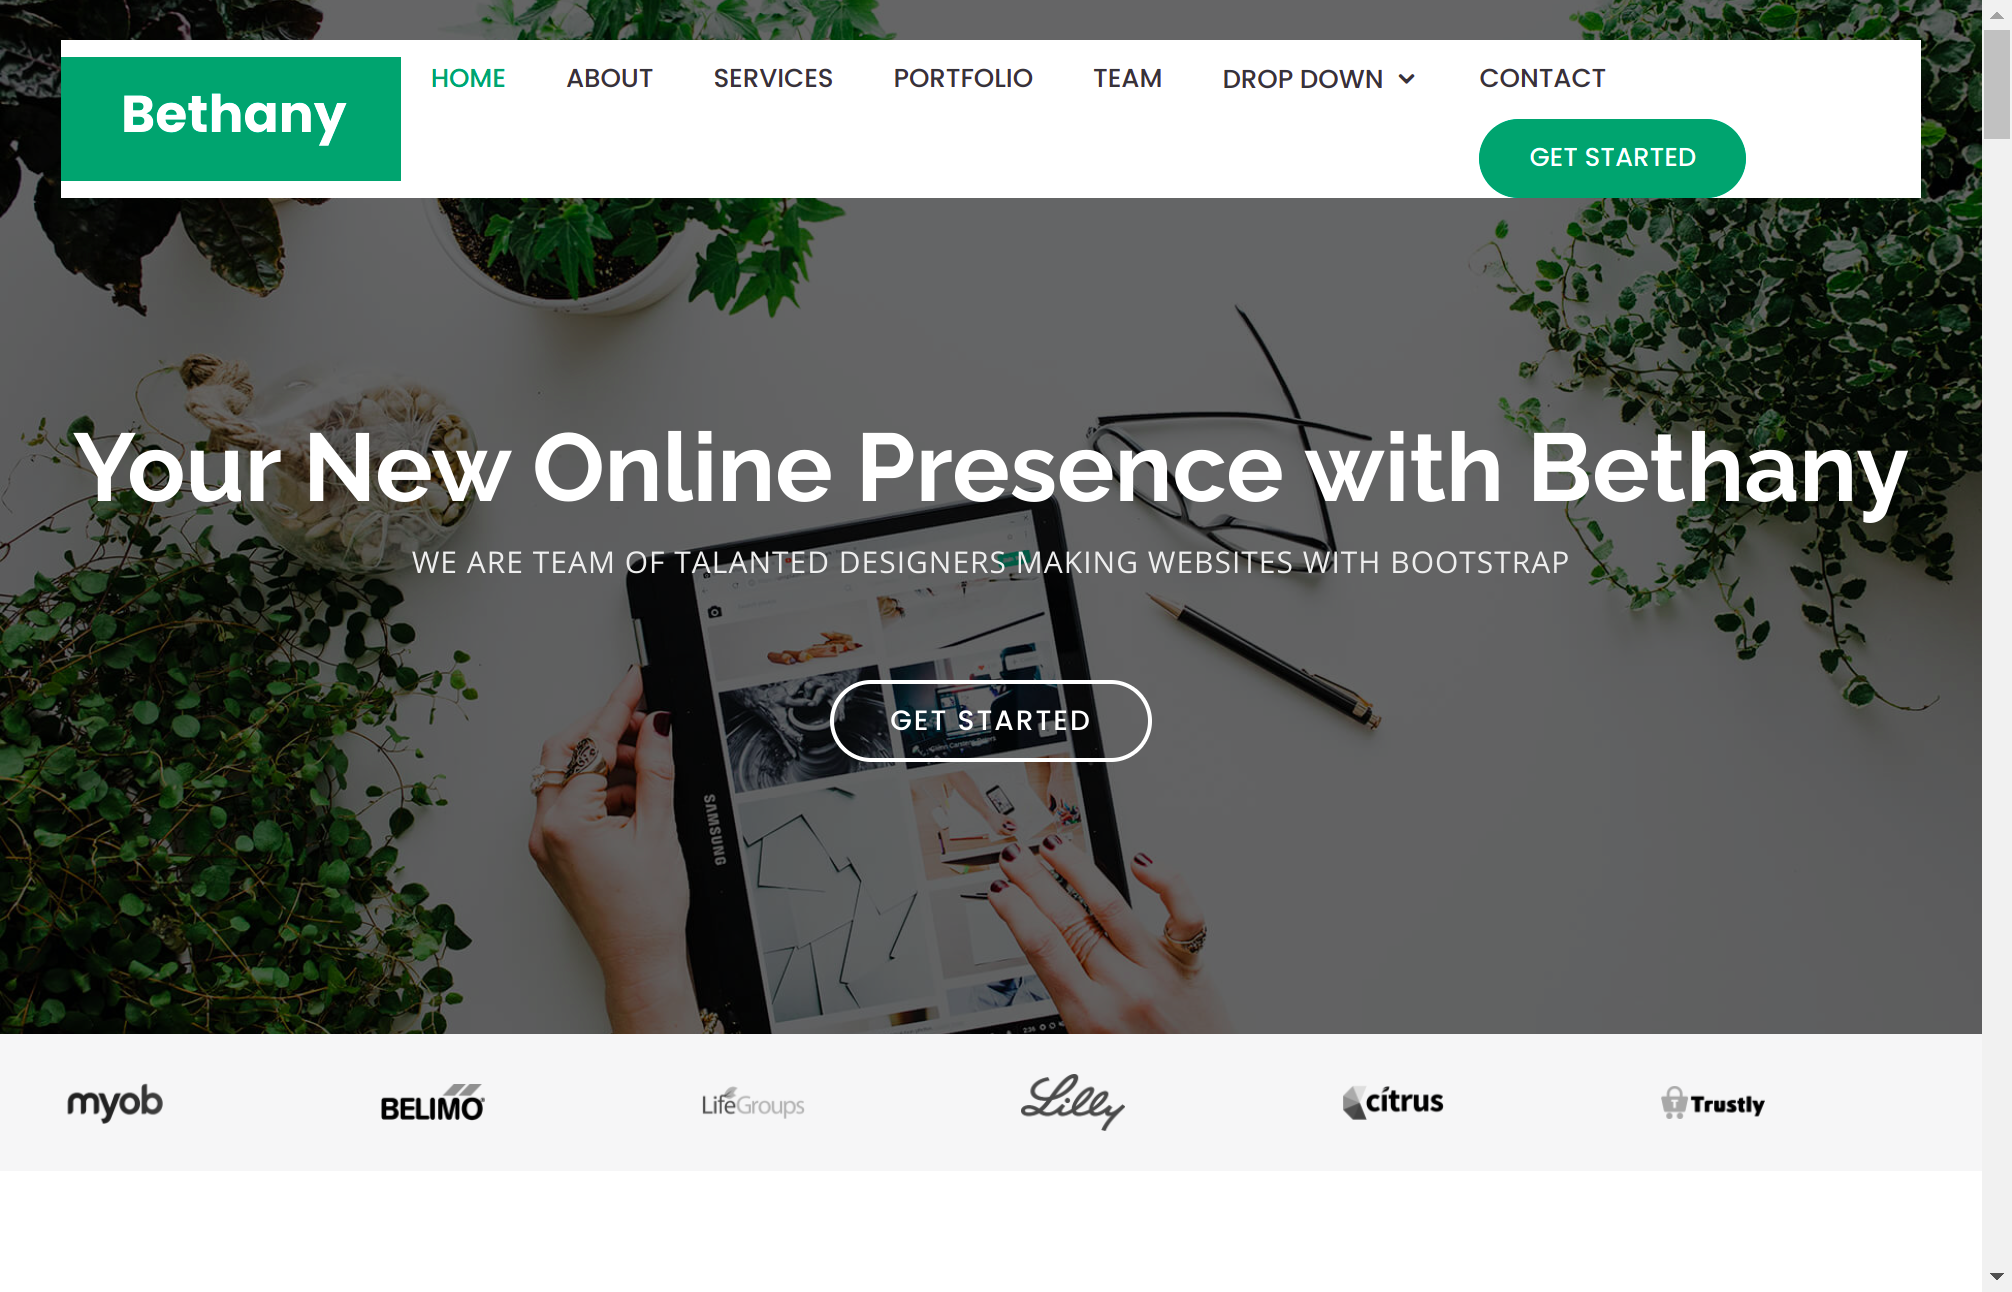 HOME ABOUT SERVICES PORTFOLIO TEAM DROP DOWN CONTACT
Bethany
GET STARTED
Your New Online Presence with Bethany
WE ARE TEAM OF TALANTED DESIGNERS MAKING WEBSITES WITH BOOTSTRAP
GET STARTED
SAMSUNG
myob BELIMO LifeGroups Lilly cítrus Trustly